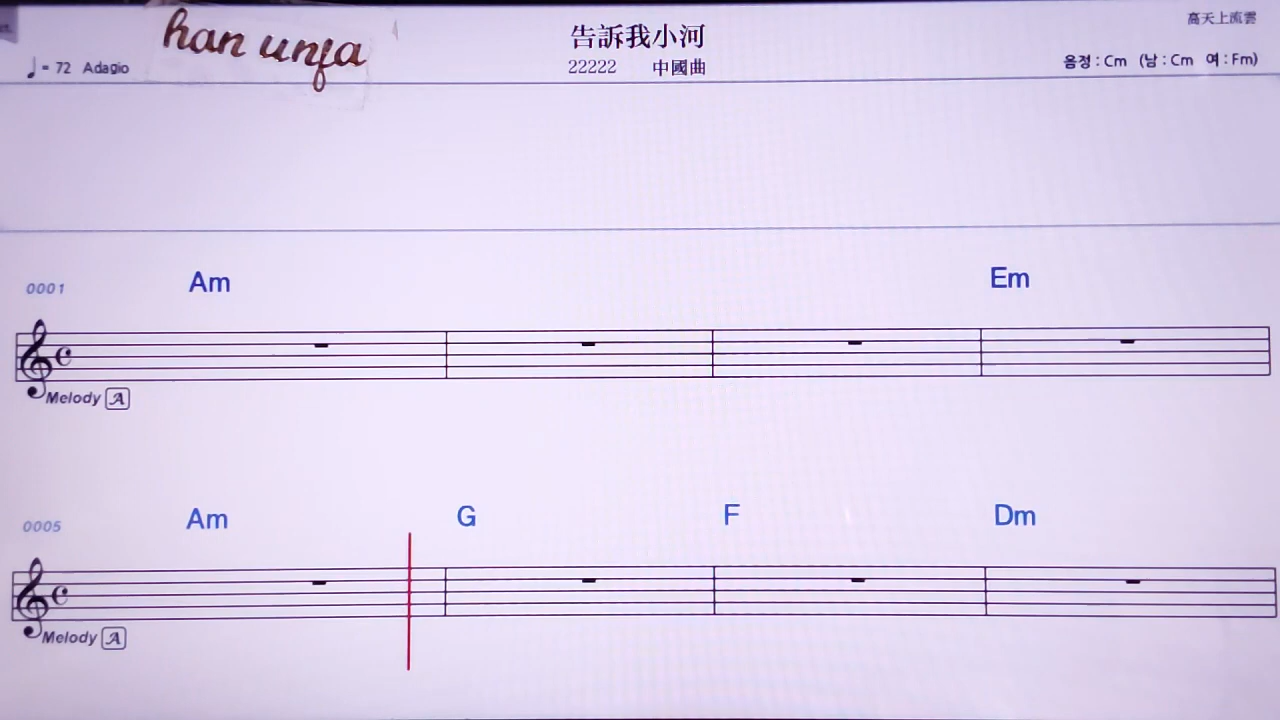 han unja
告訴我小河
高天上流雲
♩= 72 Adagio
22222 中國曲
음정 : Cm (남 : Cm 여 : Fm)
0001 Am Em
Melody A
0005 Am G F Dm
Melody A